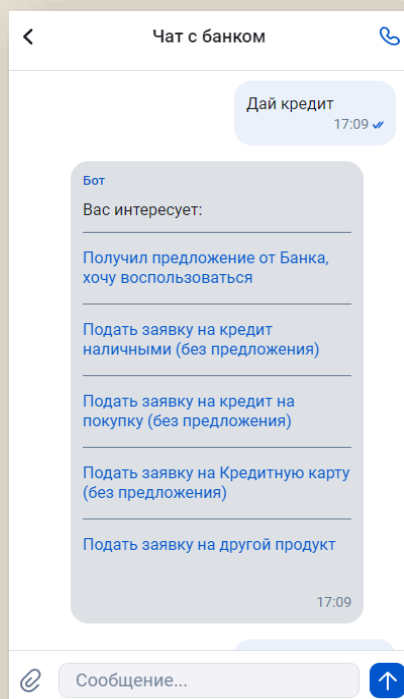 Чат с банком
Дай кредит
17:09
Бот
Вас интересует:
Получил предложение от Банка,
хочу воспользоваться
Подать заявку на кредит
наличными (без предложения)
Подать заявку на кредит на
покупку (без предложения)
Подать заявку на Кредитную карту
(без предложения)
Подать заявку на другой продукт
17:09
Сообщение...